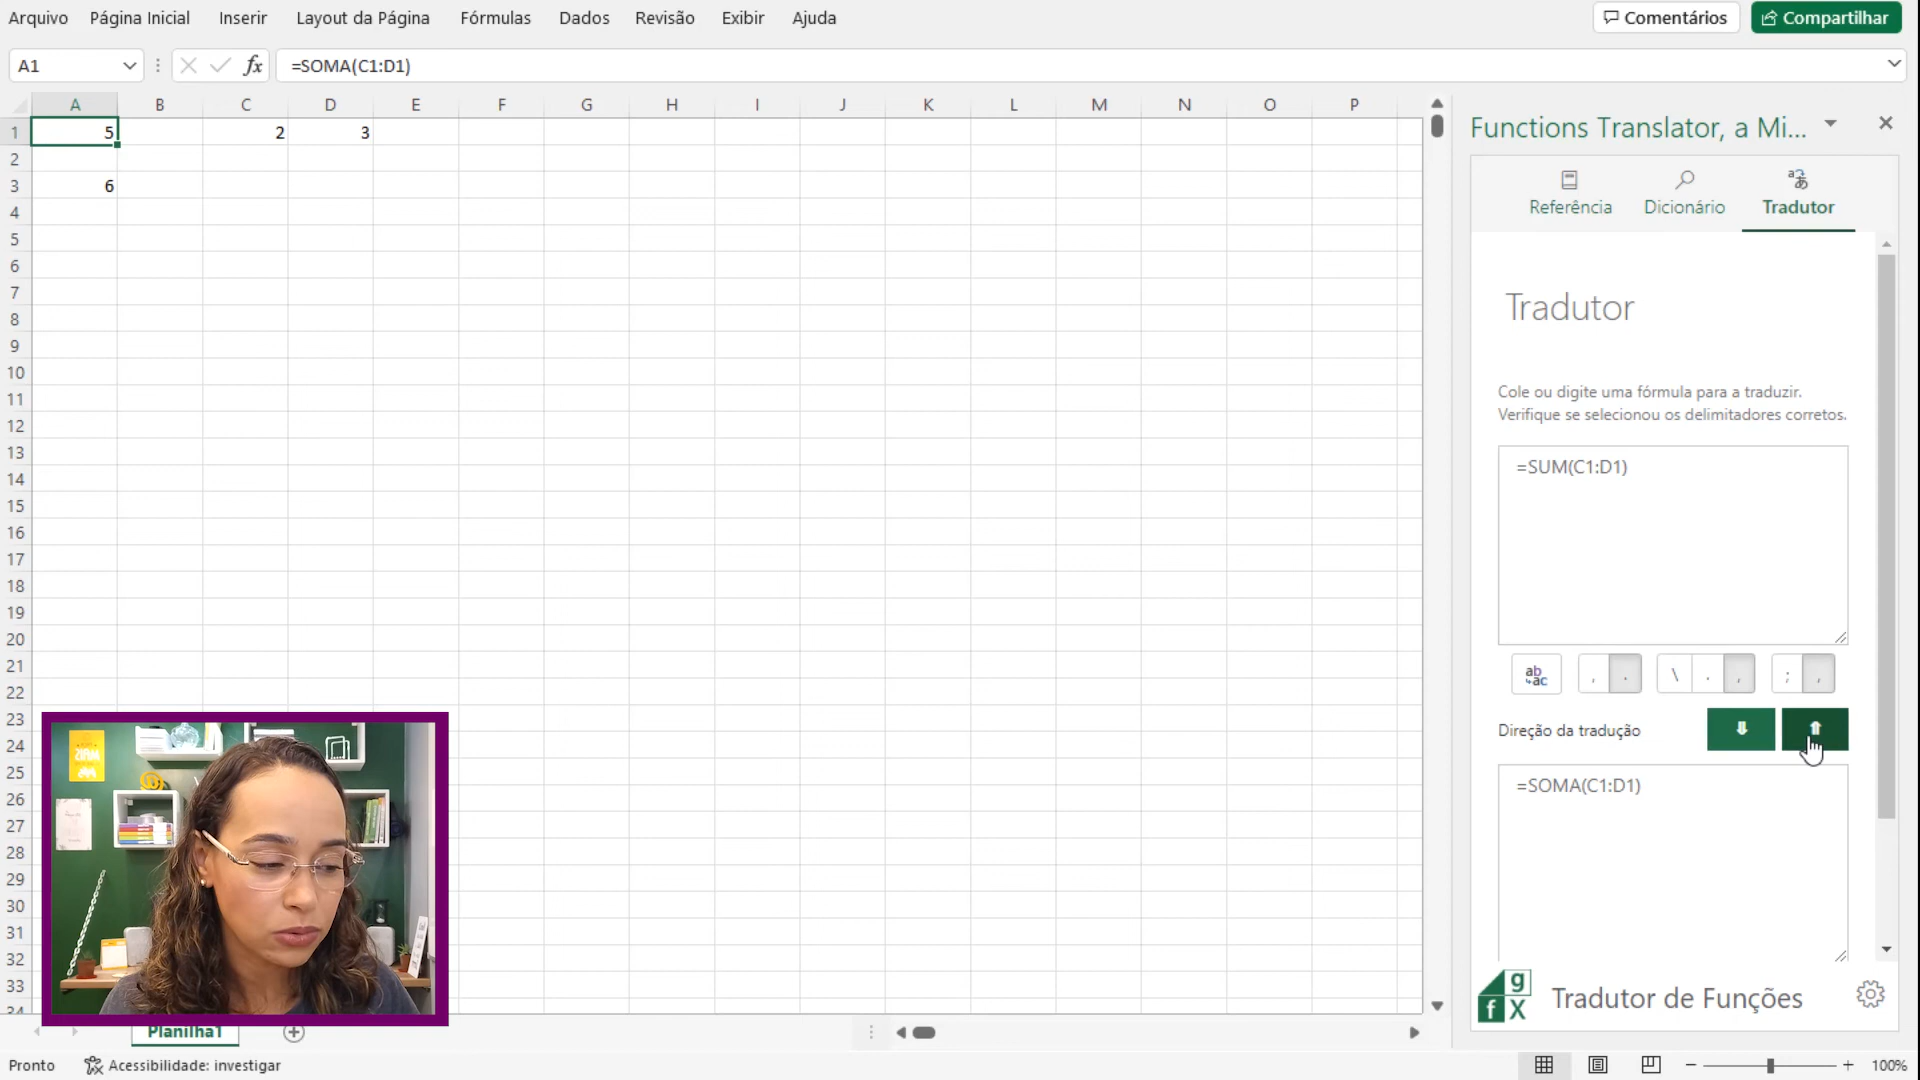 Arquivo Página Inicial Inserir Layout da Página Fórmulas Dados Revisão Exibir Ajuda Comentários Compartilhar
A1 fx =SOMA(C1:D1)
A B C D E F G H I J K L M N O P
1 5 2 3
2
3 6
4
5
6
7
8
9
10
11
12
13
14
15
16
17
18
19
20
21
22
23
24
25
26
27
28
29
30
31
32
33
34
Functions Translator, a Mi...
Referência Dicionário Tradutor
Tradutor
Cole ou digite uma fórmula para a traduzir.
Verifique se selecionou os delimitadores corretos.
=SUM(C1:D1)
ab ac , . \ . , ; ,
Direção da tradução
=SOMA(C1:D1)
g f X Tradutor de Funções
Planilha1
Pronto Acessibilidade: investigar 100%